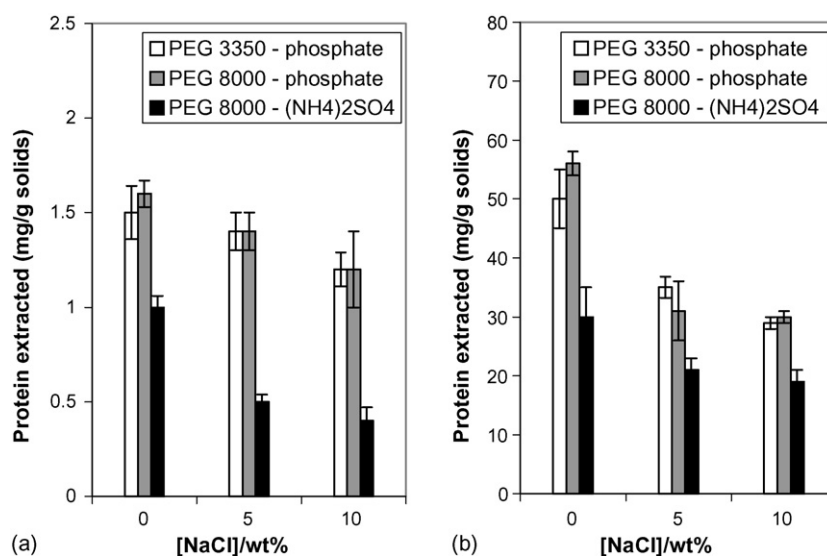 2.5
2
1.5
1
0.5
0
Protein extracted (mg/g solids)
PEG 3350 - phosphate
PEG 8000 - phosphate
PEG 8000 - (NH4)2SO4
0 5 10
[NaCl]/wt%
(a)
80
70
60
50
40
30
20
10
0
Protein extracted (mg/g solids)
PEG 3350 - phosphate
PEG 8000 - phosphate
PEG 8000 - (NH4)2SO4
0 5 10
[NaCl]/wt%
(b)